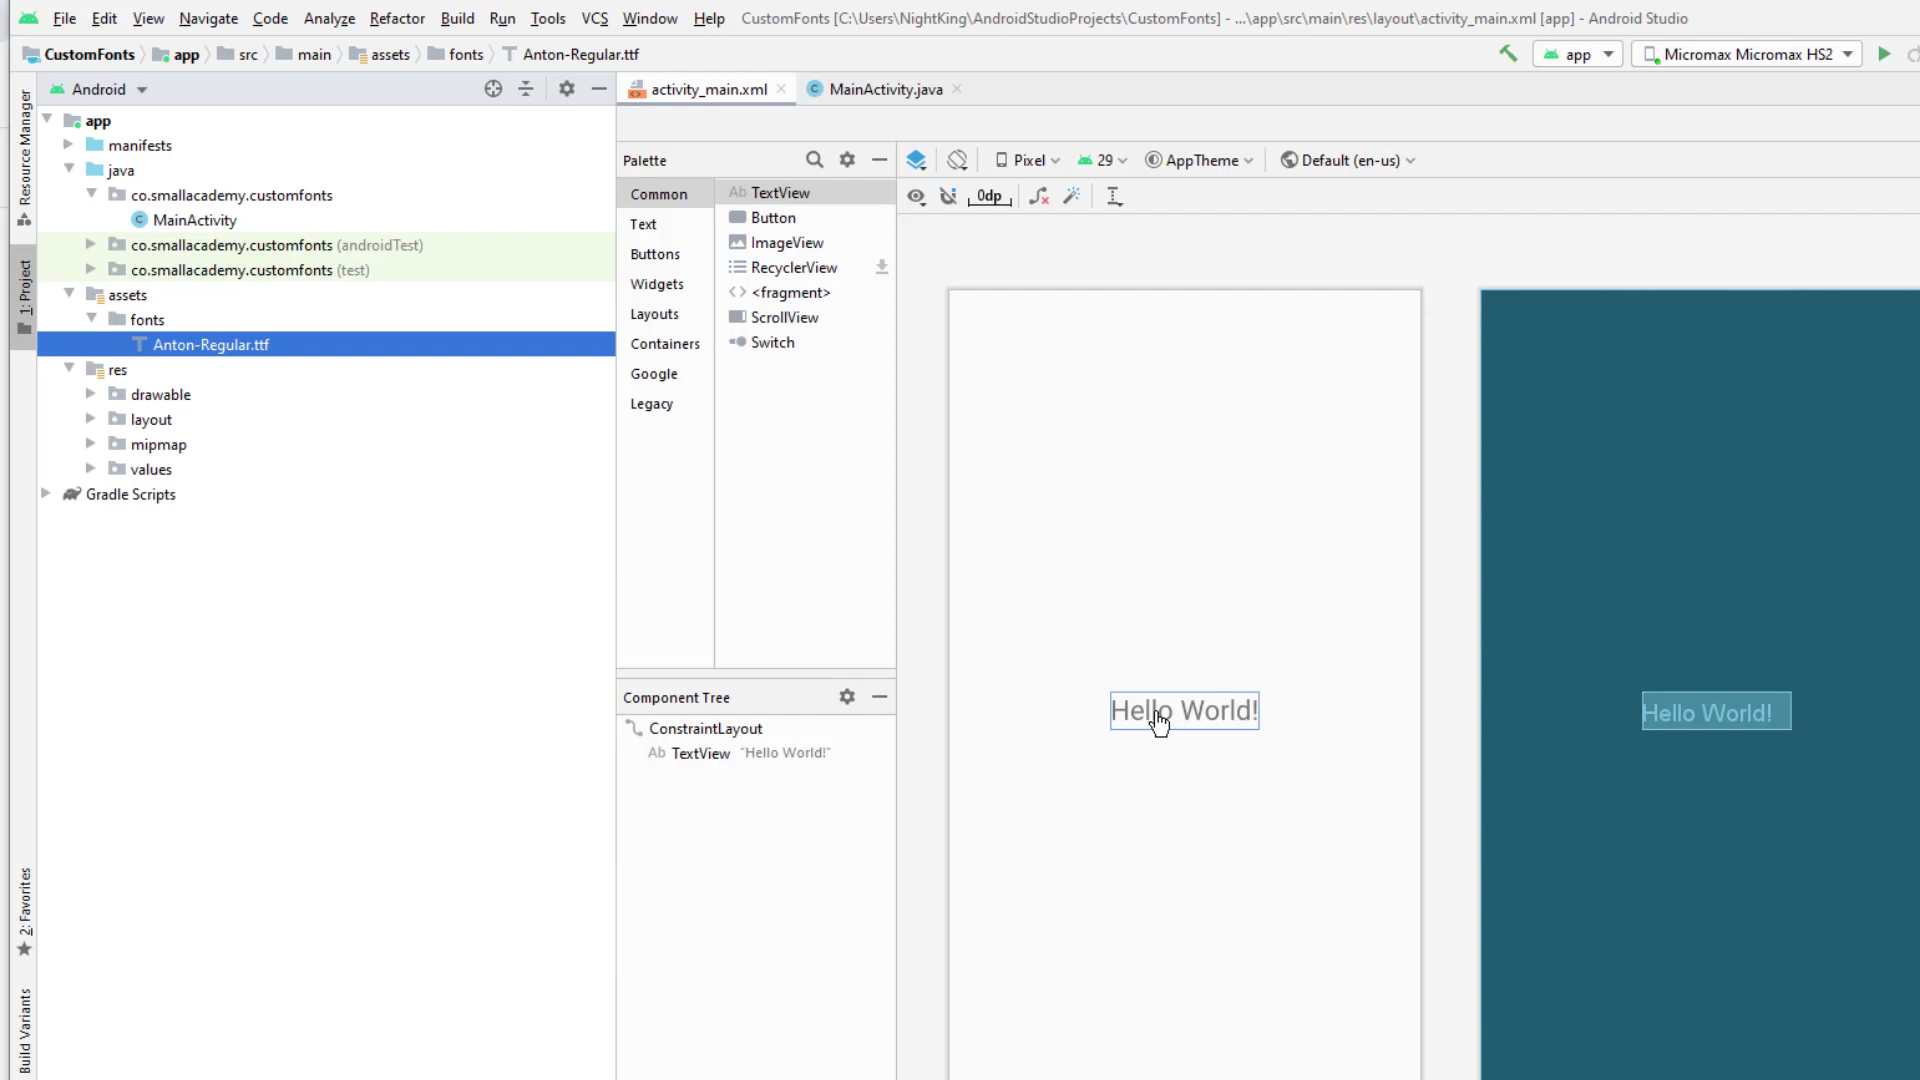 File Edit View Navigate Code Analyze Refactor Build Run Tools VCS Window Help CustomFonts [C:\Users\NightKing\AndroidStudioProjects\CustomFonts] - ...\app\src\main\res\layout\activity_main.xml [app] - Android Studio
CustomFonts app src main assets fonts Anton-Regular.ttf app Micromax Micromax HS2
Resource Manager
1: Project
2: Favorites
Build Variants
Android
app
manifests
java
co.smallacademy.customfonts
MainActivity
co.smallacademy.customfonts (androidTest)
co.smallacademy.customfonts (test)
assets
fonts
Anton-Regular.ttf
res
drawable
layout
mipmap
values
Gradle Scripts
activity_main.xml MainActivity.java
Palette
Common
Text
Buttons
Widgets
Layouts
Containers
Google
Legacy
Ab TextView
Button
ImageView
RecyclerView
<fragment>
ScrollView
Switch
Component Tree
ConstraintLayout
Ab TextView "Hello World!"
Pixel 29 AppTheme Default (en-us)
0dp
Hello World!
Hello World!